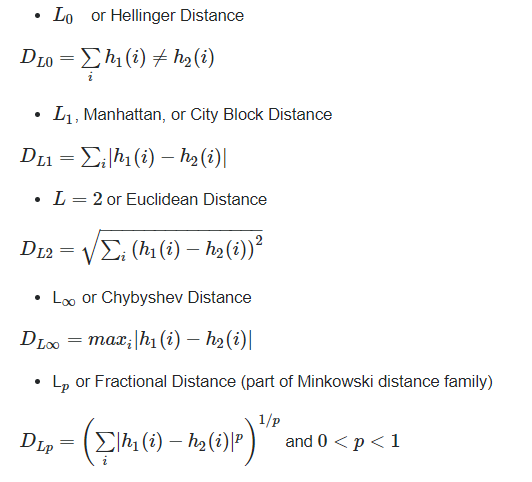 • L₀ or Hellinger Distance
D_{L0} = ∑_i h₁(i) ≠ h₂(i)
• L₁, Manhattan, or City Block Distance
D_{L1} = ∑_i |h₁(i) − h₂(i)|
• L = 2 or Euclidean Distance
D_{L2} = √(∑_i (h₁(i) − h₂(i))²)
• L_∞ or Chybyshev Distance
D_{L∞} = max_i |h₁(i) − h₂(i)|
• L_p or Fractional Distance (part of Minkowski distance family)
D_{Lp} = (∑_i |h₁(i) − h₂(i)|^p)^{1/p} and 0 < p < 1